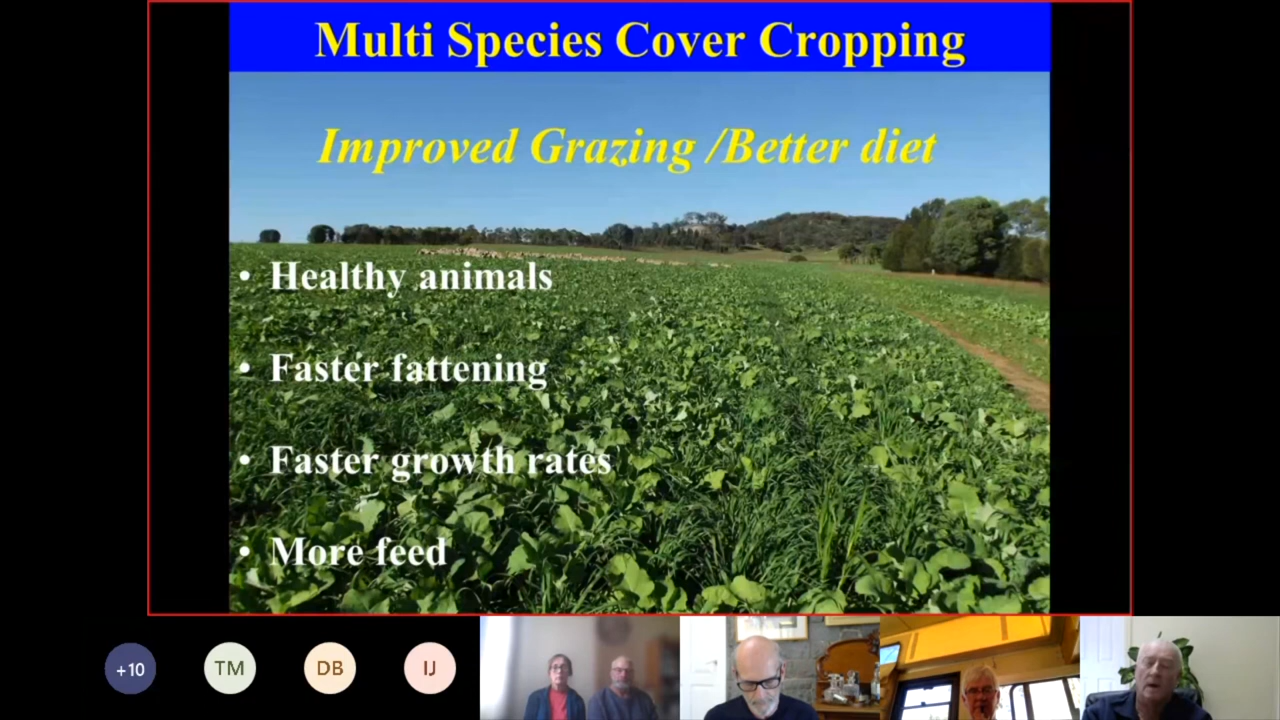 Multi Species Cover Cropping
Improved Grazing /Better diet
• Healthy animals
• Faster fattening
• Faster growth rates
• More feed
+10
TM
DB
IJ